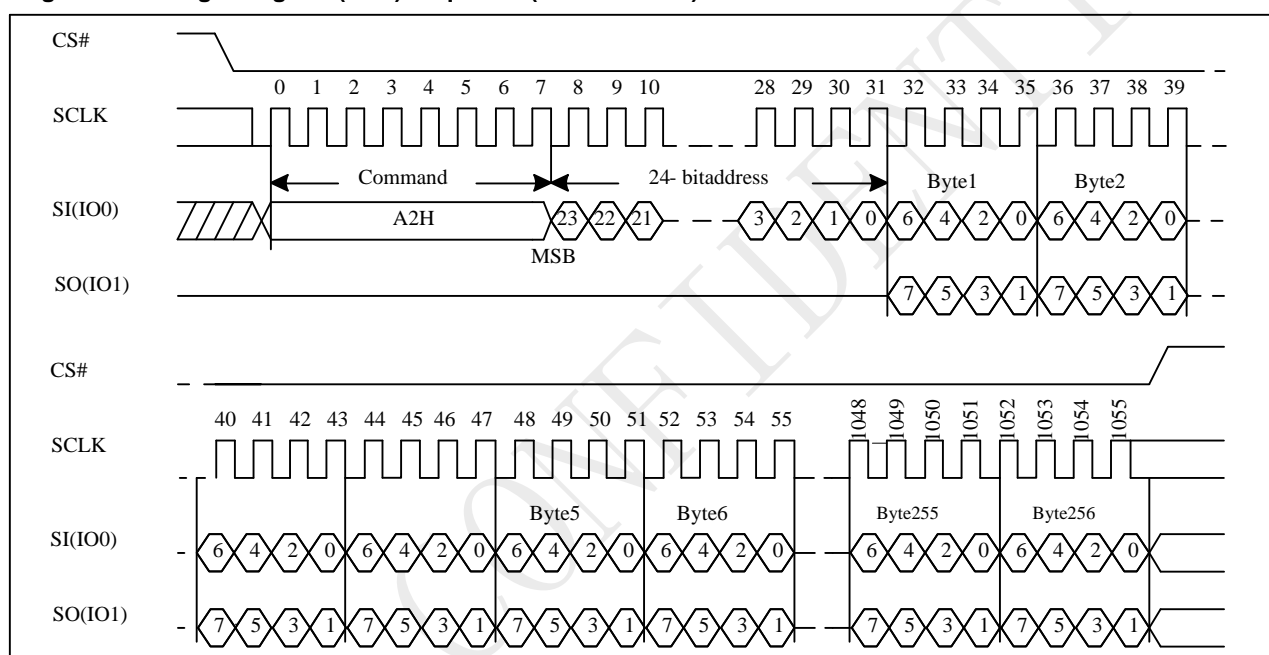 CS#
0 1 2 3 4 5 6 7 8 9 10 28 29 30 31 32 33 34 35 36 37 38 39
SCLK
Command 24- bitaddress Byte1 Byte2
SI(IO0) A2H 23 22 21 3 2 1 0 6 4 2 0 6 4 2 0
MSB
SO(IO1) 7 5 3 1 7 5 3 1
CS#
40 41 42 43 44 45 46 47 48 49 50 51 52 53 54 55 1048 1049 1050 1051 1052 1053 1054 1055
SCLK
Byte5 Byte6 Byte255 Byte256
SI(IO0) 6 4 2 0 6 4 2 0 6 4 2 0 6 4 2 0 6 4 2 0 6 4 2 0
SO(IO1) 7 5 3 1 7 5 3 1 7 5 3 1 7 5 3 1 7 5 3 1 7 5 3 1
CONFIDENT